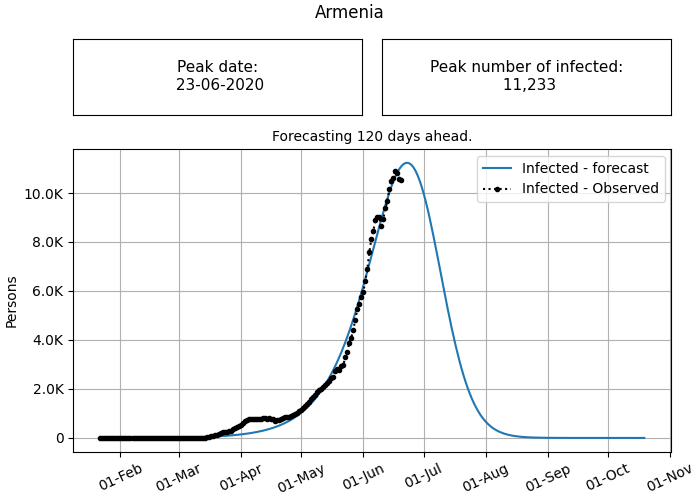 Armenia
Peak date:
23-06-2020
Peak number of infected:
11,233
Forecasting 120 days ahead.
Infected - forecast
Infected - Observed
Persons
10.0K
8.0K
6.0K
4.0K
2.0K
0
01-Feb
01-Mar
01-Apr
01-May
01-Jun
01-Jul
01-Aug
01-Sep
01-Oct
01-Nov